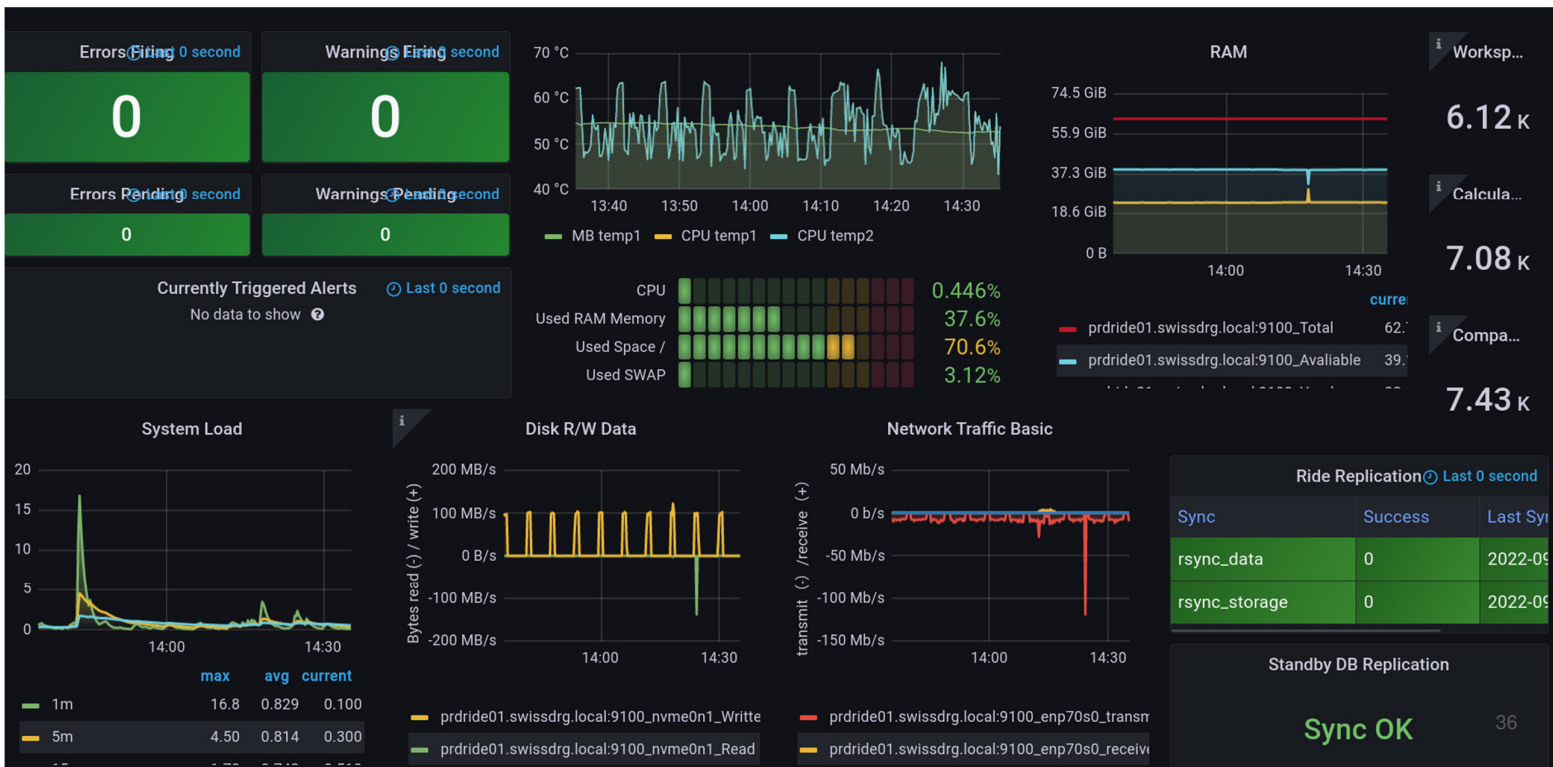 Errors Firing Last 0 second
0
Warnings Firing Last 0 second
0
Errors Pending Last 0 second
0
Warnings Pending Last 0 second
0
Currently Triggered Alerts Last 0 second
No data to show
70 °C
60 °C
50 °C
40 °C
13:40 13:50 14:00 14:10 14:20 14:30
MB temp1 CPU temp1 CPU temp2
CPU 0.446%
Used RAM Memory 37.6%
Used Space / 70.6%
Used SWAP 3.12%
RAM
74.5 GiB
55.9 GiB
37.3 GiB
18.6 GiB
0 B
14:00 14:30
curre
prdride01.swissdrg.local:9100_Total 62.
prdride01.swissdrg.local:9100_Avaliable 39.
i Worksp...
6.12 K
i Calcula...
7.08 K
i Compa...
7.43 K
System Load
20
15
10
5
0
14:00 14:30
max avg current
1m 16.8 0.829 0.100
5m 4.50 0.814 0.300
i
Disk R/W Data
Bytes read (-) / write (+)
200 MB/s
100 MB/s
0 B/s
-100 MB/s
-200 MB/s
14:00 14:30
prdride01.swissdrg.local:9100_nvme0n1_Writte
prdride01.swissdrg.local:9100_nvme0n1_Read
Network Traffic Basic
transmit (-) /receive (+)
50 Mb/s
0 b/s
-50 Mb/s
-100 Mb/s
-150 Mb/s
14:00 14:30
prdride01.swissdrg.local:9100_enp70s0_transm
prdride01.swissdrg.local:9100_enp70s0_receive
Ride Replication Last 0 second
Sync Success Last Syn
rsync_data 0 2022-09
rsync_storage 0 2022-09
Standby DB Replication
Sync OK
36